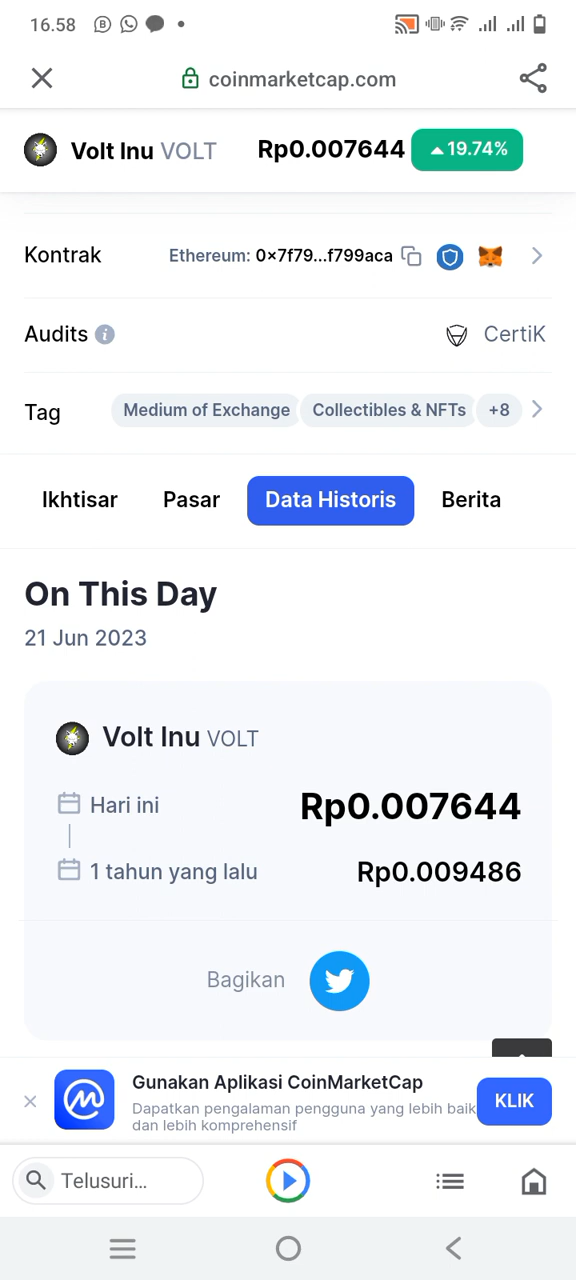 16.58
coinmarketcap.com
Volt Inu VOLT Rp0.007644 19.74%
Kontrak Ethereum: 0x7f79...f799aca
Audits CertiK
Tag Medium of Exchange Collectibles & NFTs +8
Ikhtisar Pasar Data Historis Berita
On This Day
21 Jun 2023
Volt Inu VOLT
Hari ini Rp0.007644
1 tahun yang lalu Rp0.009486
Bagikan
Gunakan Aplikasi CoinMarketCap
Dapatkan pengalaman pengguna yang lebih baik
dan lebih komprehensif
KLIK
Telusuri...